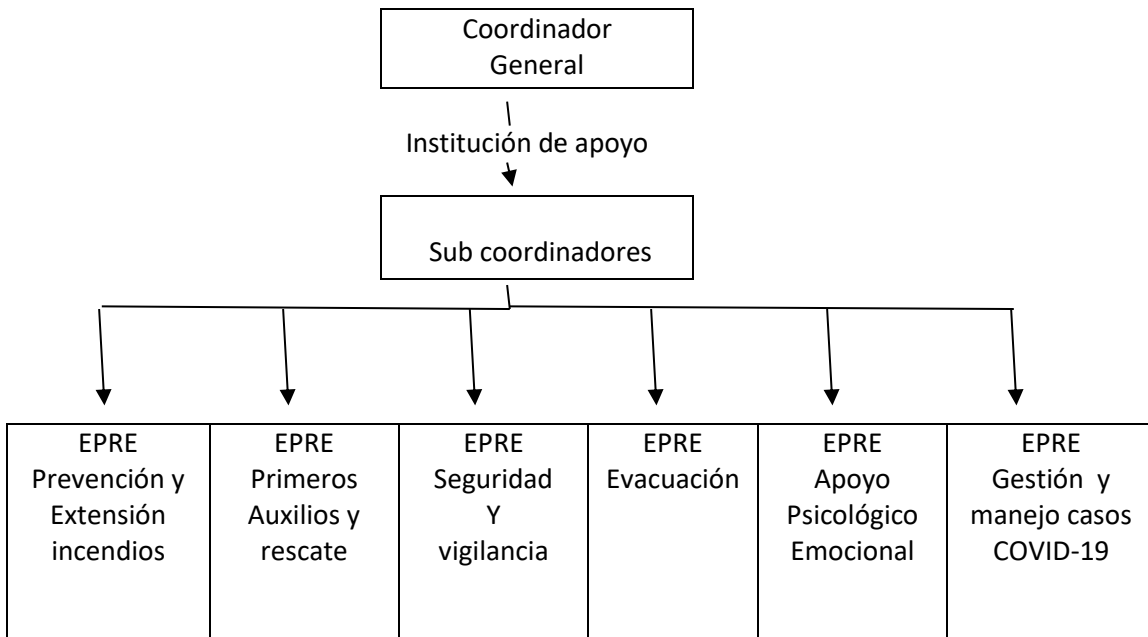 Coordinador
General
Institución de apoyo
Sub coordinadores
EPRE
Prevención y
Extensión
incendios
EPRE
Primeros
Auxilios y
rescate
EPRE
Seguridad
Y
vigilancia
EPRE
Evacuación
EPRE
Apoyo
Psicológico
Emocional
EPRE
Gestión y
manejo casos
COVID-19